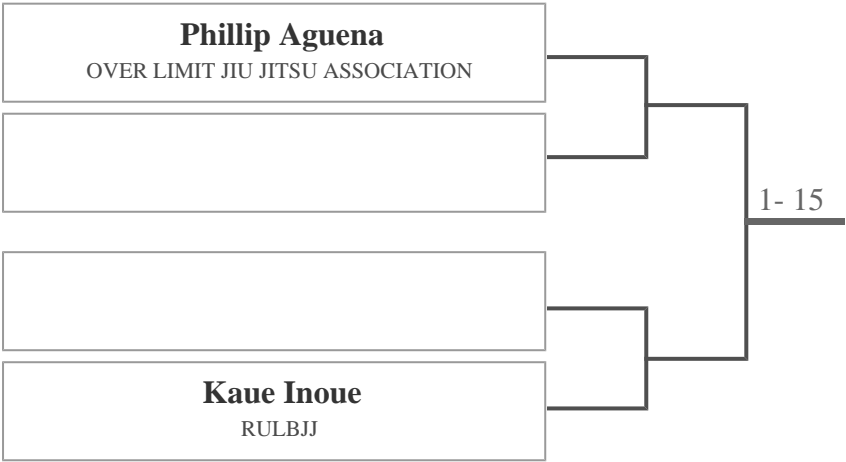 Phillip Aguena
OVER LIMIT JIU JITSU ASSOCIATION
1- 15
Kaue Inoue
RULBJJ